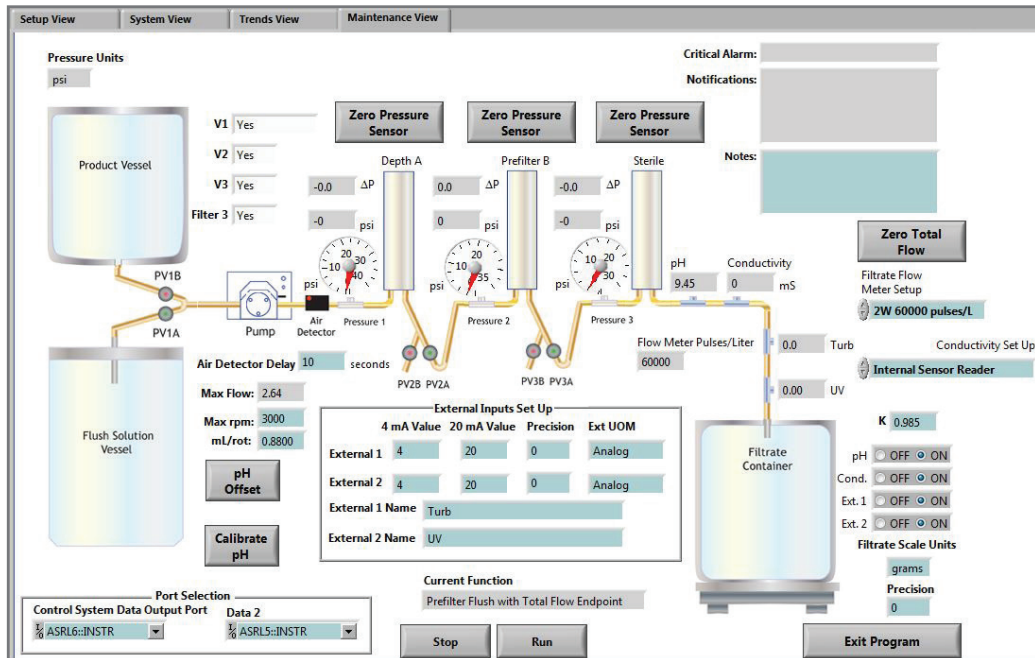 Setup View
System View
Trends View
Maintenance View
Pressure Units
psi
Critical Alarm:
Notifications:
Notes:
V1 Yes
V2 Yes
V3 Yes
Filter 3 Yes
Zero Pressure
Sensor
Zero Pressure
Sensor
Zero Pressure
Sensor
Product Vessel
Depth A
Prefilter B
Sterile
-0.0 ΔP
0.0 ΔP
-0.0 ΔP
-0 psi
0 psi
-0 psi
Zero Total
Flow
PV1B
PV1A
Pump
Air
Detector
psi
10
20
30
40
Pressure 1
psi
10
20
35
Pressure 2
psi
10
20
30
Pressure 3
pH
9.45
Conductivity
0 mS
Filtrate Flow
Meter Setup
2W 60000 pulses/L
PV2B
PV2A
PV3B
PV3A
Flow Meter Pulses/Liter
60000
0.0 Turb
0.00 UV
Conductivity Set Up
Internal Sensor Reader
K 0.985
Air Detector Delay 10 seconds
Max Flow: 2.64
Max rpm: 3000
mL/rot: 0.8800
Flush Solution
Vessel
pH
Offset
Calibrate
pH
External Inputs Set Up
4 mA Value 20 mA Value Precision Ext UOM
External 1 4 20 0 Analog
External 2 4 20 0 Analog
External 1 Name Turb
External 2 Name UV
Filtrate
Container
pH OFF ON
Cond. OFF ON
Ext. 1 OFF ON
Ext. 2 OFF ON
Filtrate Scale Units
grams
Precision
0
Port Selection
Control System Data Output Port
ASRL6::INSTR
Data 2
ASRL5::INSTR
Current Function
Prefilter Flush with Total Flow Endpoint
Stop
Run
Exit Program